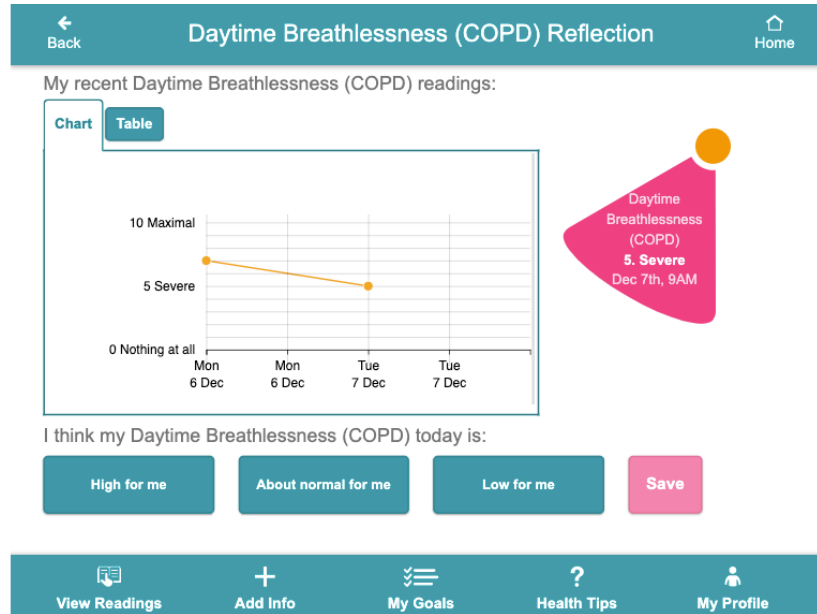 Back
Daytime Breathlessness (COPD) Reflection
Home
My recent Daytime Breathlessness (COPD) readings:
Chart
Table
10 Maximal
5 Severe
0 Nothing at all
Mon
6 Dec
Mon
6 Dec
Tue
7 Dec
Tue
7 Dec
Daytime
Breathlessness
(COPD)
5. Severe
Dec 7th, 9AM
I think my Daytime Breathlessness (COPD) today is:
High for me
About normal for me
Low for me
Save
View Readings
Add Info
My Goals
Health Tips
My Profile